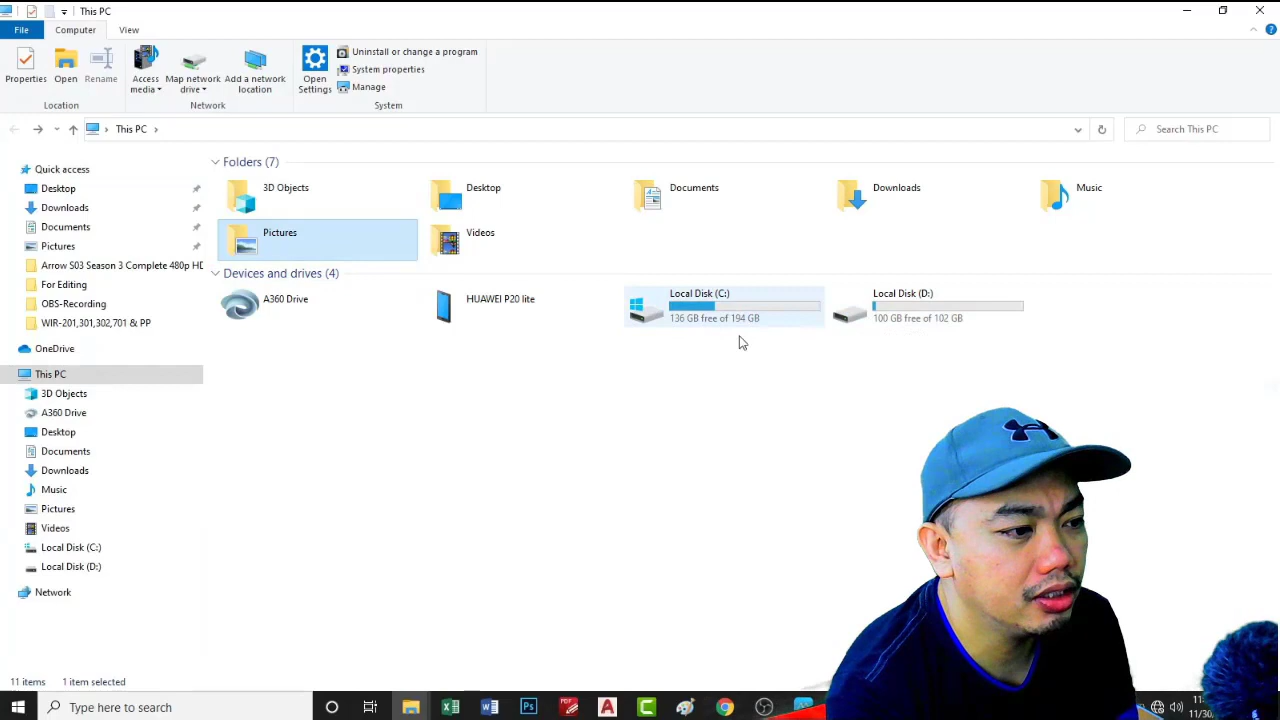 This PC
File
Computer
View
Properties
Open
Rename
Access media
Map network drive
Add a network location
Open Settings
Uninstall or change a program
System properties
Manage
Location
Network
System
This PC
Search This PC
Quick access
Desktop
Downloads
Documents
Pictures
Arrow S03 Season 3 Complete 480p HD
For Editing
OBS-Recording
WIR-201,301,302,701 & PP
OneDrive
This PC
3D Objects
A360 Drive
Desktop
Documents
Downloads
Music
Pictures
Videos
Local Disk (C:)
Local Disk (D:)
Network
Folders (7)
3D Objects
Desktop
Documents
Downloads
Music
Pictures
Videos
Devices and drives (4)
A360 Drive
HUAWEI P20 lite
Local Disk (C:)
136 GB free of 194 GB
Local Disk (D:)
100 GB free of 102 GB
11 items
1 item selected
Type here to search
11/30